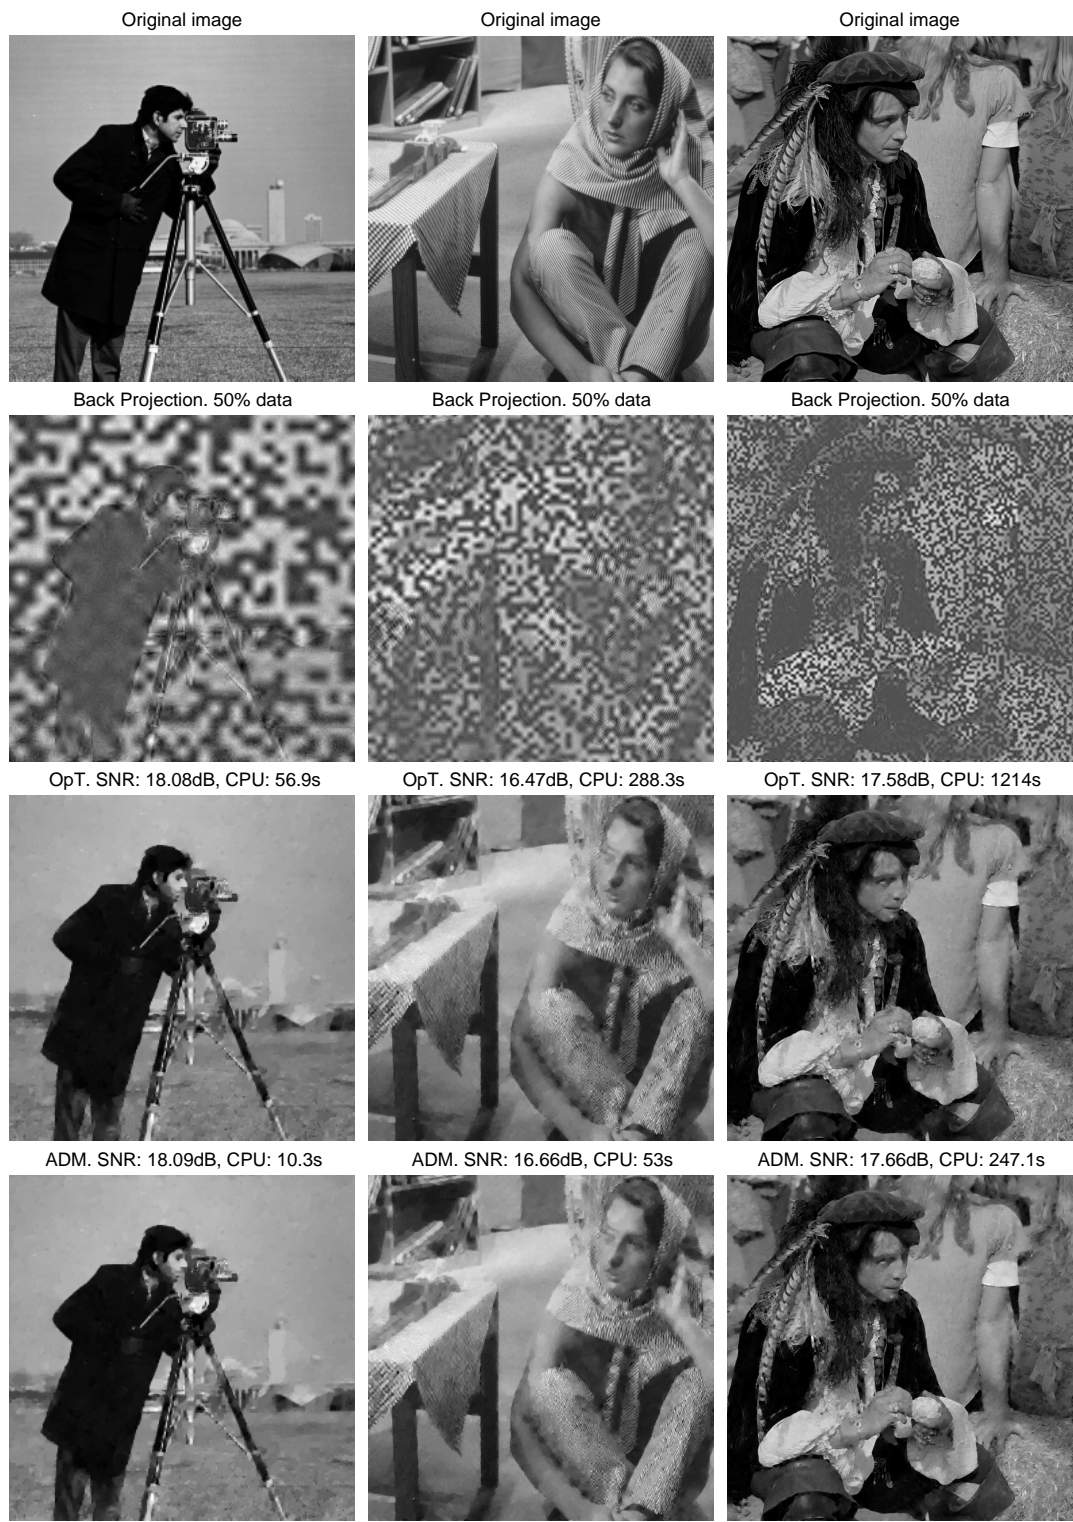 Original image
Original image
Original image
Back Projection. 50% data
Back Projection. 50% data
Back Projection. 50% data
OpT. SNR: 18.08dB, CPU: 56.9s
OpT. SNR: 16.47dB, CPU: 288.3s
OpT. SNR: 17.58dB, CPU: 1214s
ADM. SNR: 18.09dB, CPU: 10.3s
ADM. SNR: 16.66dB, CPU: 53s
ADM. SNR: 17.66dB, CPU: 247.1s